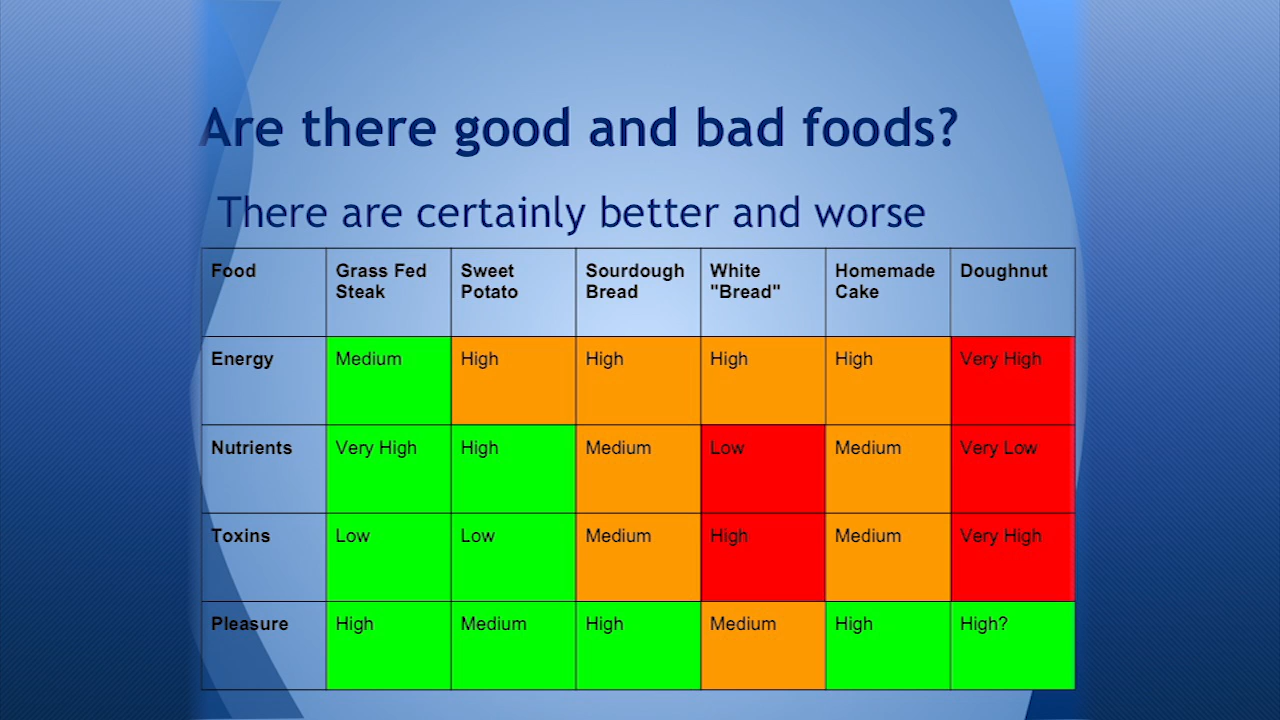 Are there good and bad foods?
There are certainly better and worse
Food Grass Fed Steak Sweet Potato Sourdough Bread White "Bread" Homemade Cake Doughnut
Energy Medium High High High High Very High
Nutrients Very High High Medium Low Medium Very Low
Toxins Low Low Medium High Medium Very High
Pleasure High Medium High Medium High High?